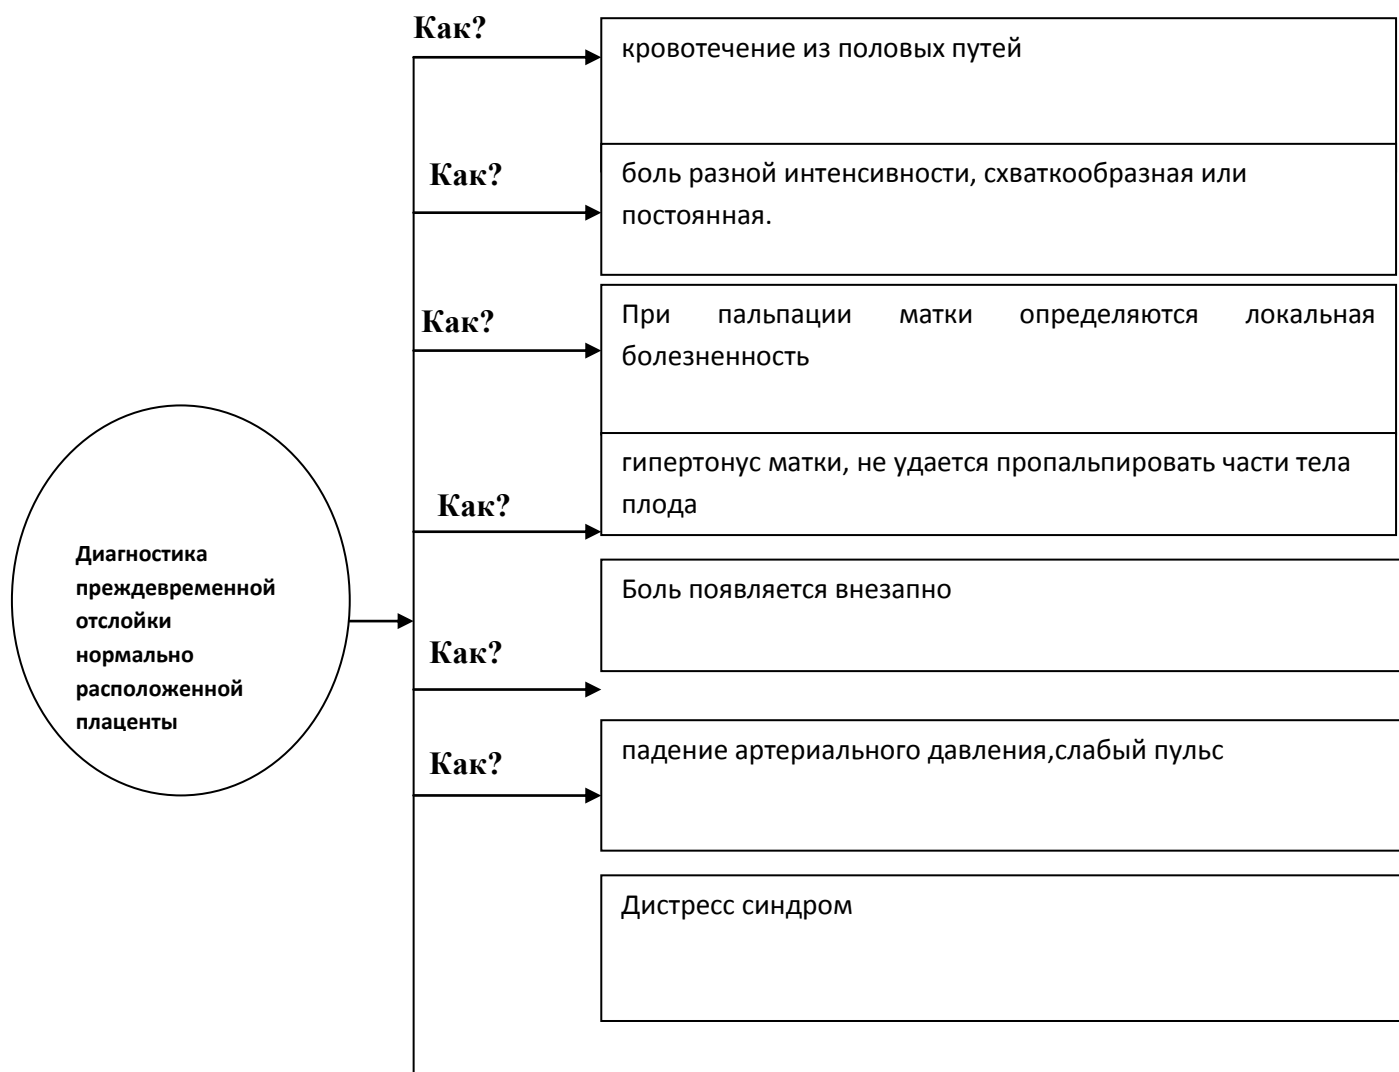 Как?
кровотечение из половых путей
Как?
боль разной интенсивности, схваткообразная или
постоянная.
Как?
При пальпации матки определяются локальная
болезненность
Как?
гипертонус матки, не удается пропальпировать части тела
плода
Диагностика
преждевременной
отслойки
нормально
расположенной
плаценты
Как?
Боль появляется внезапно
Как?
падение артериального давления,слабый пульс
Дистресс синдром